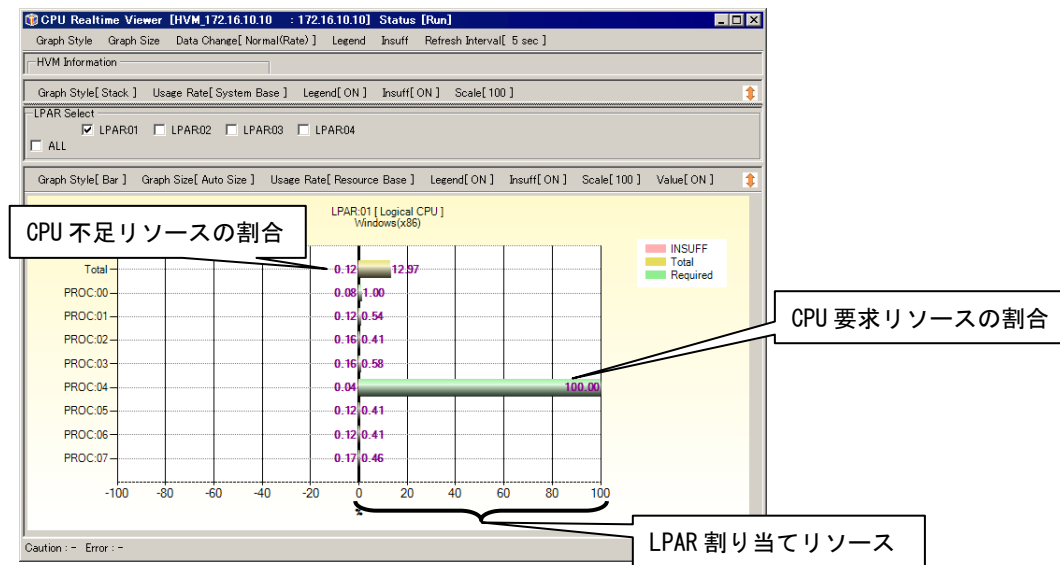 CPU Realtime Viewer [HVM_172.16.10.10 : 172.16.10.10] Status [Run]
Graph Style Graph Size Data Change[ Normal(Rate) ] Legend Insuff Refresh Interval[ 5 sec ]
HVM Information
Graph Style[ Stack ] Usage Rate[ System Base ] Legend[ ON ] Insuff[ ON ] Scale[ 100 ]
LPAR Select
LPAR:01 LPAR:02 LPAR:03 LPAR:04
ALL
Graph Style[ Bar ] Graph Size[ Auto Size ] Usage Rate[ Resource Base ] Legend[ ON ] Insuff[ ON ] Scale[ 100 ] Value[ ON ]
LPAR:01 [ Logical CPU ]
Windows(x86)
CPU 不足リソースの割合
INSUFF
Total
Required
Total 0.12 12.97
PROC:00 0.08 1.00
PROC:01 0.12 0.54
PROC:02 0.16 0.41
PROC:03 0.16 0.58
PROC:04 0.04 100.00
PROC:05 0.12 0.41
PROC:06 0.12 0.41
PROC:07 0.17 0.46
CPU 要求リソースの割合
-100 -80 -60 -40 -20 0 20 40 60 80 100
%
LPAR 割り当てリソース
Caution : - Error : -